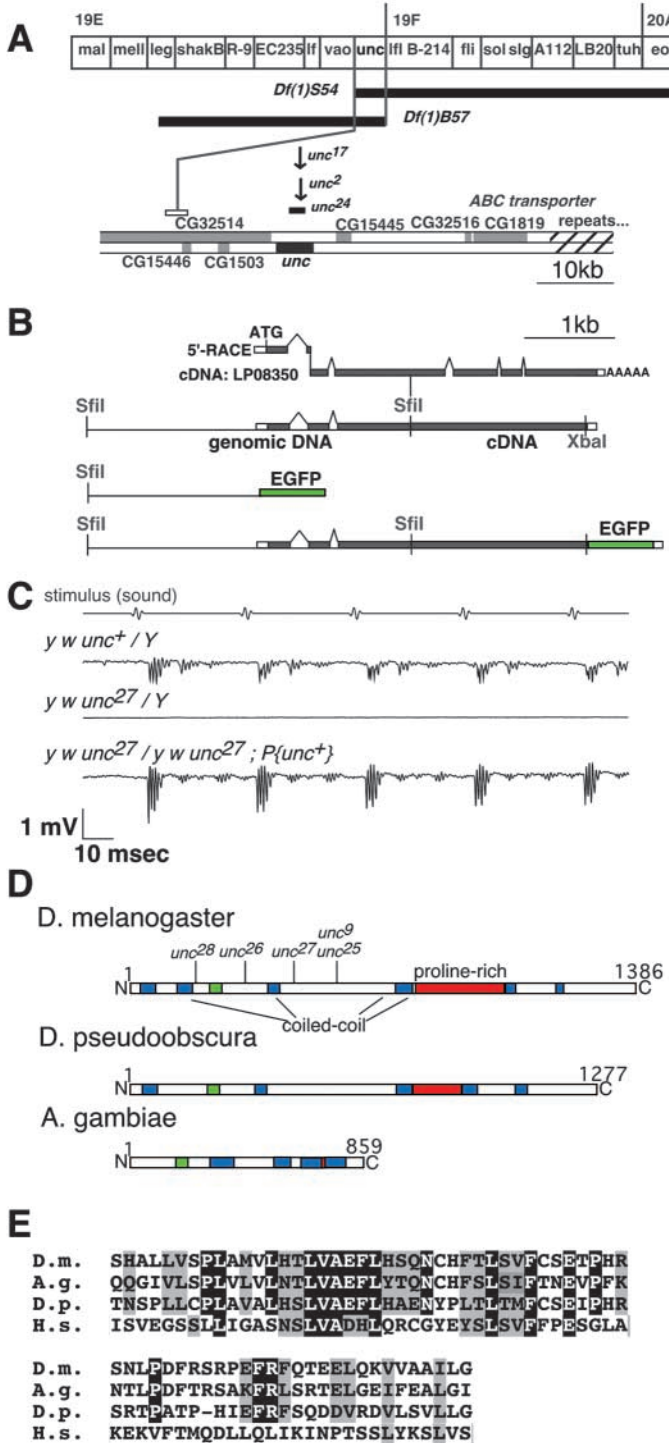 A
19E 19F 20A
mal mell leg shakB R-9 EC235 lf vao unc lfl B-214 fli sol slg A112 LB20 tuh eo
Df(1)S54
Df(1)B57
unc17
unc2
unc24
ABC transporter
CG32514 CG15445 CG32516 CG1819 repeats...
CG15446 CG1503 unc
10kb
B
1kb
ATG
5'-RACE
cDNA: LP08350 AAAAA
SfiI SfiI
genomic DNA cDNA XbaI
SfiI EGFP
SfiI SfiI EGFP
C
stimulus (sound)
y w unc+ / Y
y w unc27 / Y
y w unc27 / y w unc27 ; P{unc+}
1 mV
10 msec
D
D. melanogaster
unc9
unc28 unc26 unc27 unc25
1 proline-rich 1386
N C
coiled-coil
D. pseudoobscura
1 1277
N C
A. gambiae
1 859
N C
E
D.m. SHALLVSPLAMVLHTLVAEFLHSQNCHFTLSVFCSETPHR
A.g. QQGIVLSPLVLVLNTLVAEFLYTQNCHFSLSIFTNEVPFK
D.p. TNSPLLCPLAVALHSLVAEFLHAENYPLTLTMFCSEIPHR
H.s. ISVEGSSLLIGASNSLVADHLQRCGYEYSLSVFFPESGLA
D.m. SNLPDFRSRPEFRFQTEELQKVVAAILG
A.g. NTLPDFTRSAKFRLSRTELGEIFEALGI
D.p. SRTPATP-HIEFRFSQDDVRDVLSVLLG
H.s. KEKVFTMQDLLQLIKINPTSSLYKSLVS